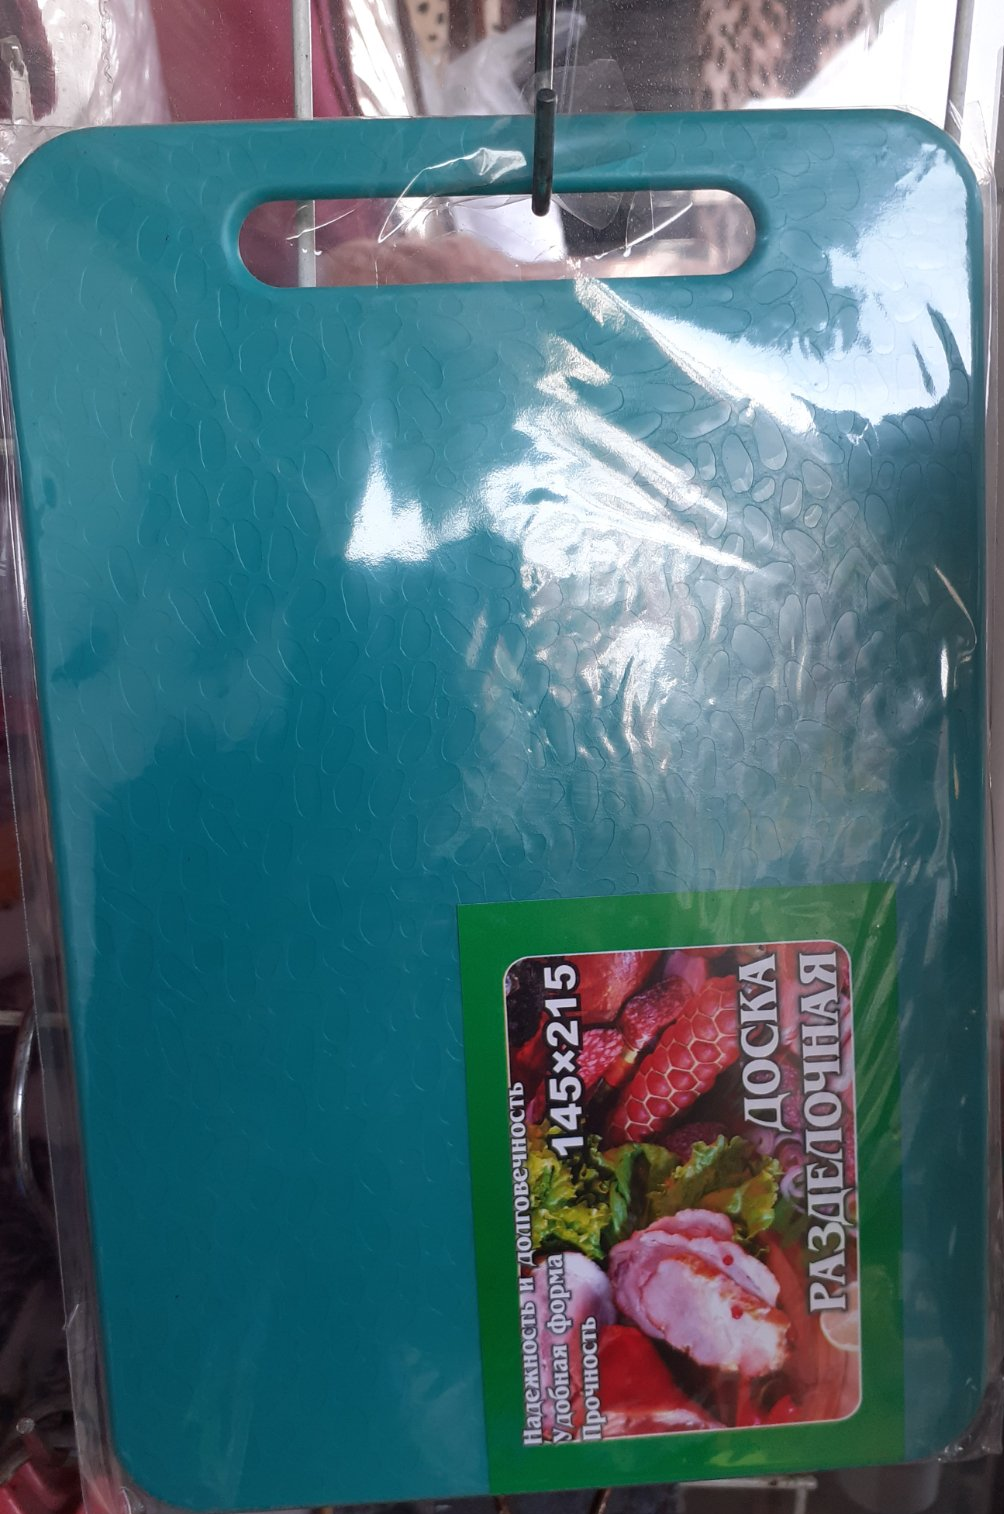 ДОСКА
РАЗДЕЛОЧНАЯ
145×215
Надежность и долговечность
Удобная форма
Прочность